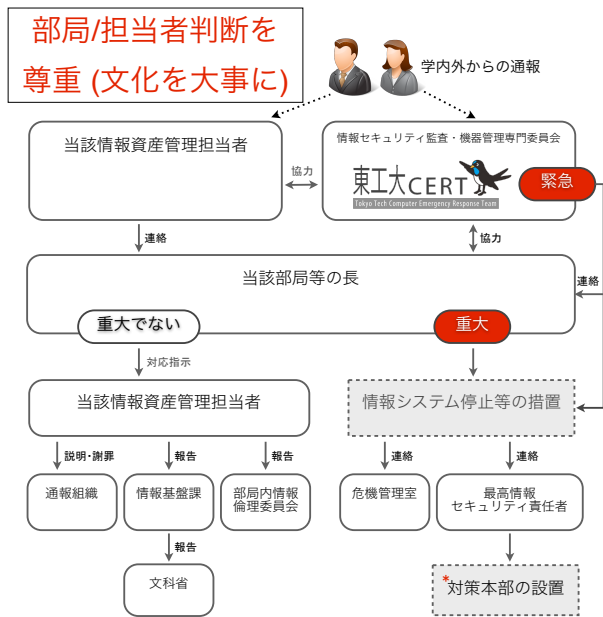 部局/担当者判断を
尊重 (文化を大事に)
学内外からの通報
当該情報資産管理担当者
協力
情報セキュリティ監査・機器管理専門委員会
東工大CERT
Tokyo Tech Computer Emergency Response Team
緊急
連絡
協力
当該部局等の長
連絡
重大でない
重大
対応指示
当該情報資産管理担当者
情報システム停止等の措置
説明・謝罪
報告
報告
連絡
連絡
通報組織
情報基盤課
部局内情報
倫理委員会
危機管理室
最高情報
セキュリティ責任者
報告
文科省
*対策本部の設置